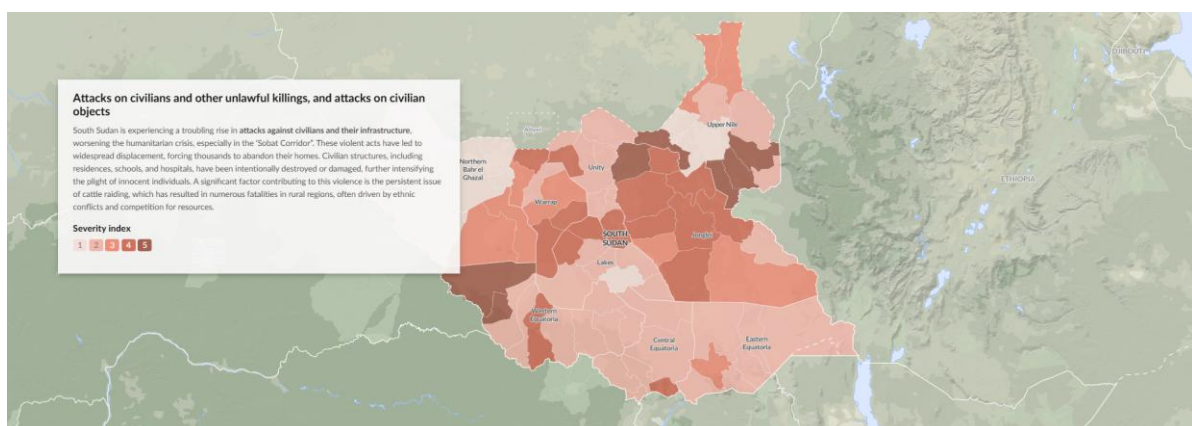 Attacks on civilians and other unlawful killings, and attacks on civilian
objects
South Sudan is experiencing a troubling rise in attacks against civilians and their infrastructure,
worsening the humanitarian crisis, especially in the 'Sobat Corridor". These violent acts have led to
widespread displacement, forcing thousands to abandon their homes. Civilian structures, including
residences, schools, and hospitals, have been intentionally destroyed or damaged, further intensifying
the plight of innocent individuals. A significant factor contributing to this violence is the persistent issue
of cattle raiding, which has resulted in numerous fatalities in rural regions, often driven by ethnic
conflicts and competition for resources.
Severity index
1 2 3 4 5
DJIBOUTI
Upper Nile
Abyei
Northern
Bahr el
Ghazal
Unity
ETHIOPIA
Warrap
SOUTH
SUDAN
Jonglei
Lakes
Western
Equatoria
Central
Equatoria
Eastern
Equatoria